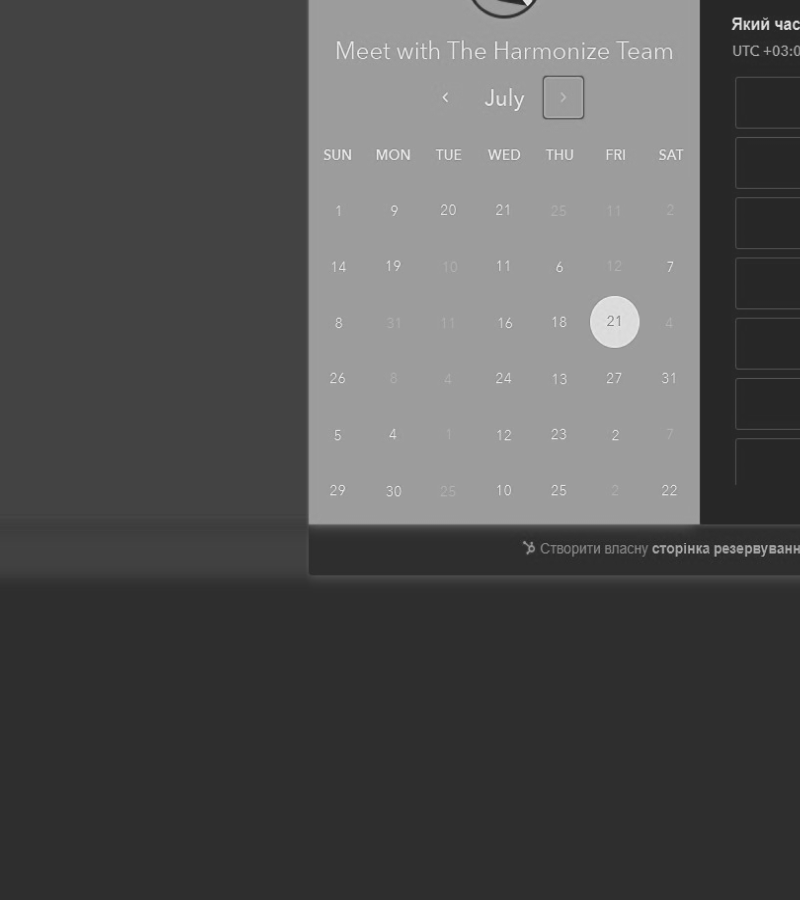 Який час
Meet with The Harmonize Team
UTC +03:0
July
SUN MON TUE WED THU FRI SAT
1 9 20 21 25 11 2
14 19 10 11 6 12 7
8 31 11 16 18 21 4
26 8 4 24 13 27 31
5 4 1 12 23 2 7
29 30 25 10 25 2 22
Створити власну сторінка резервуванн